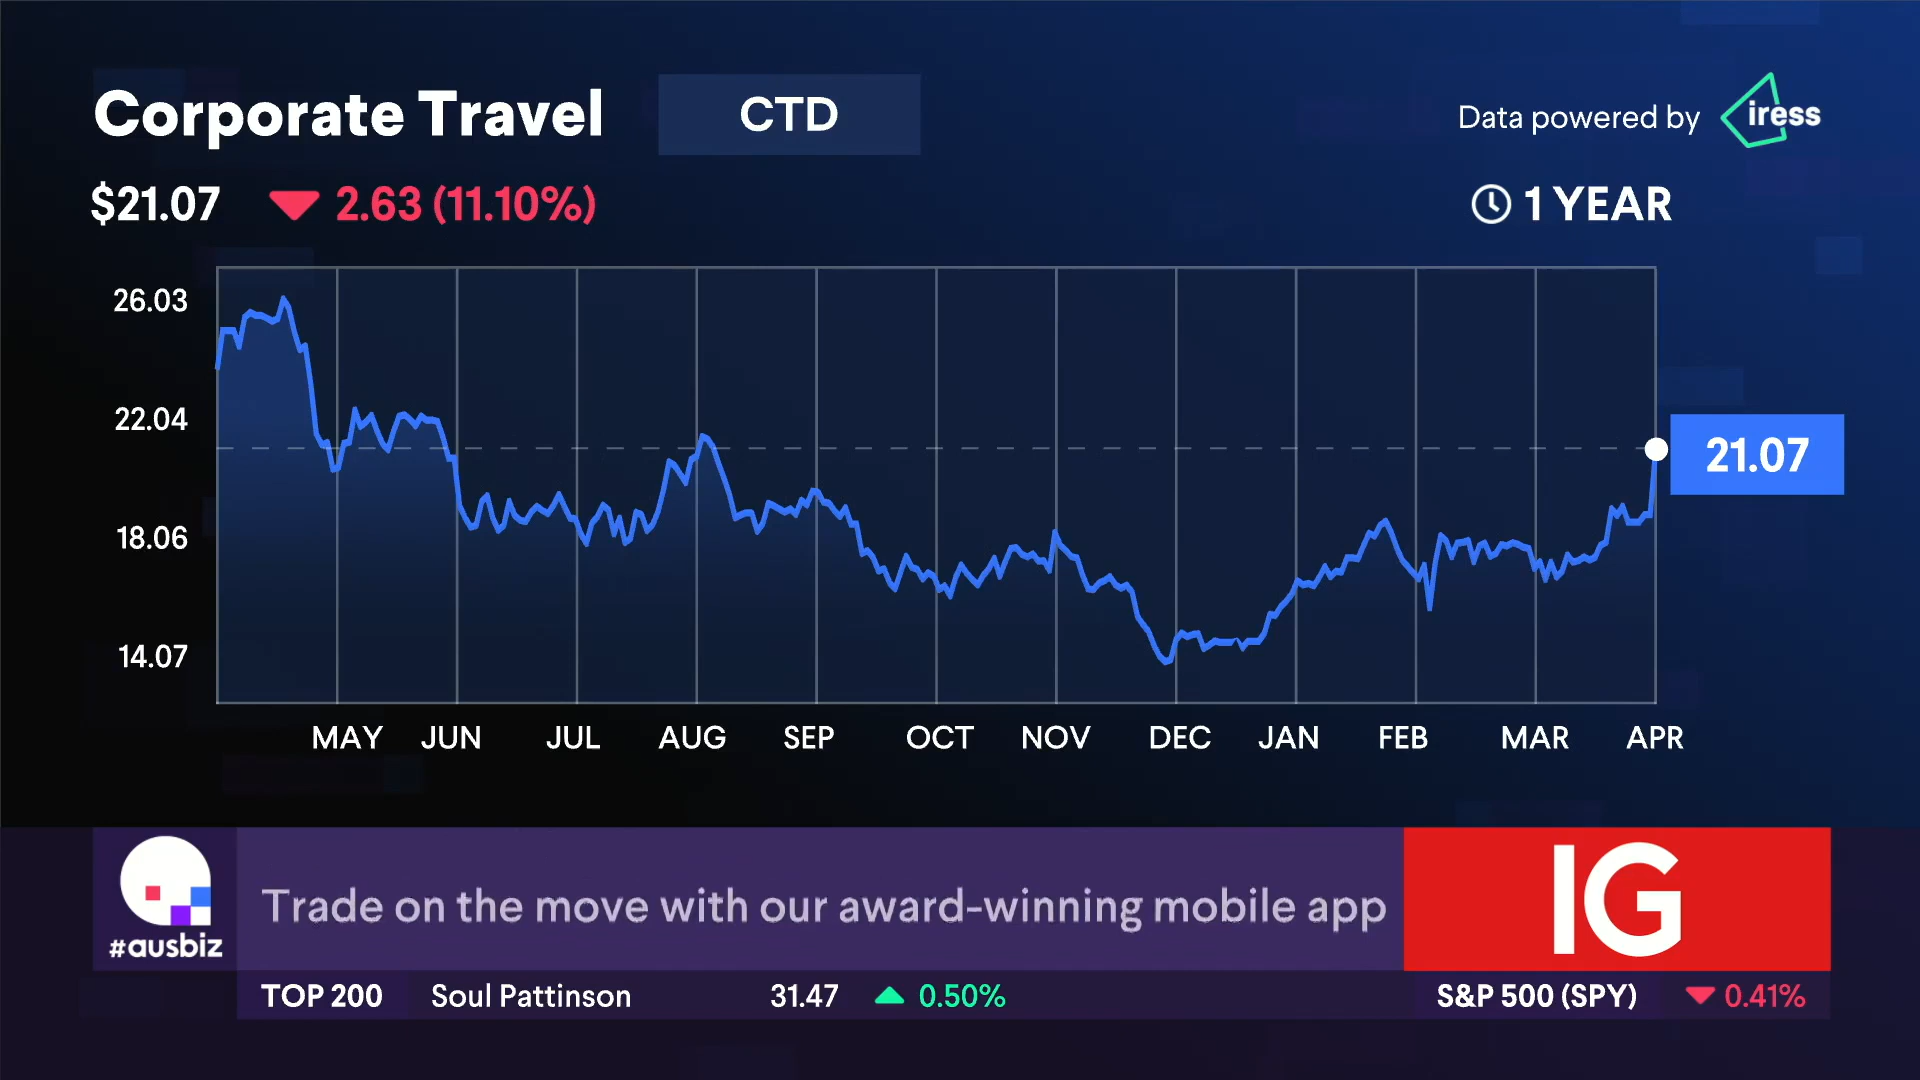 Corporate Travel CTD
Data powered by iress
$21.07 2.63 (11.10%)
1 YEAR
26.03
22.04
18.06
14.07
21.07
MAY JUN JUL AUG SEP OCT NOV DEC JAN FEB MAR APR
Trade on the move with our award-winning mobile app
IG
#ausbiz
TOP 200 Soul Pattinson 31.47 0.50% S&P 500 (SPY) 0.41%